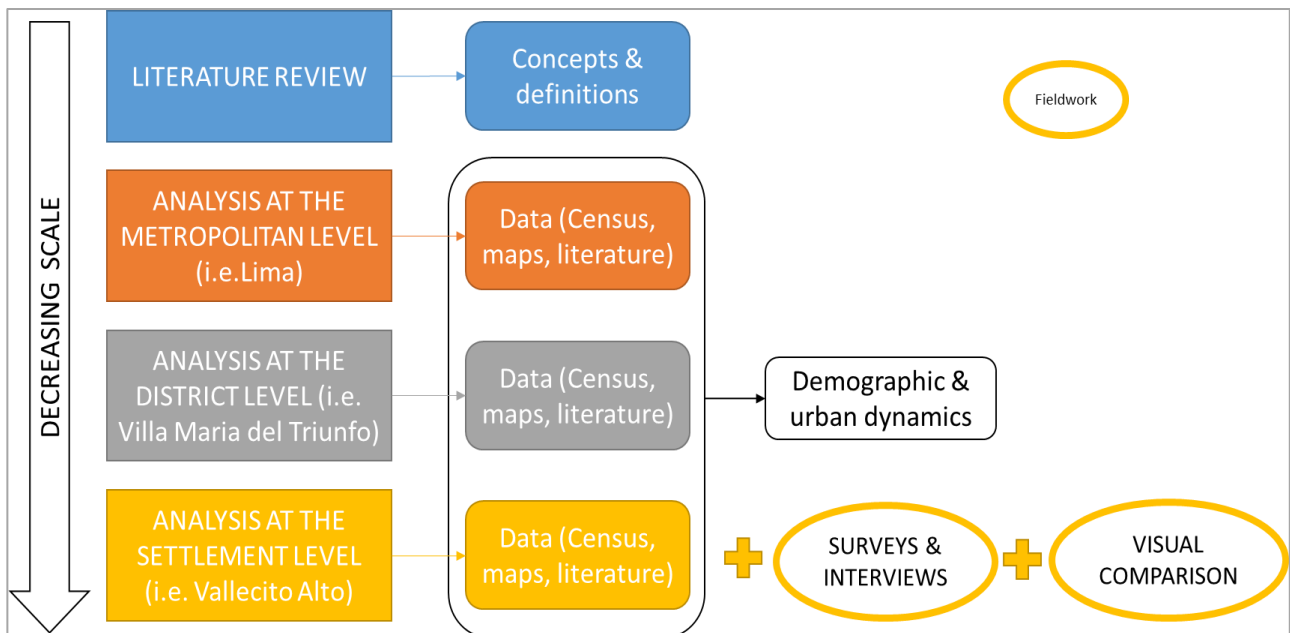 LITERATURE REVIEW
Concepts &
definitions
Fieldwork
DECREASING SCALE
ANALYSIS AT THE
METROPOLITAN LEVEL
(i.e.Lima)
Data (Census,
maps, literature)
ANALYSIS AT THE
DISTRICT LEVEL (i.e.
Villa Maria del Triunfo)
Data (Census,
maps, literature)
Demographic &
urban dynamics
ANALYSIS AT THE
SETTLEMENT LEVEL
(i.e. Vallecito Alto)
Data (Census,
maps, literature)
SURVEYS &
INTERVIEWS
VISUAL
COMPARISON